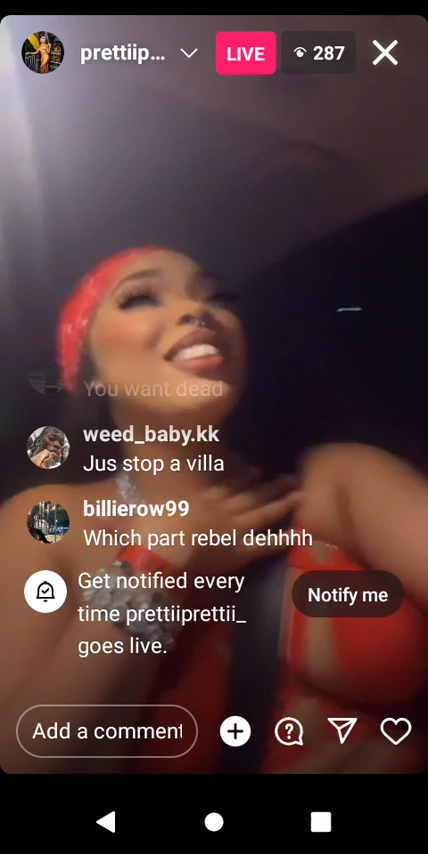 prettiip...
LIVE
287
You want dead
weed_baby.kk
Jus stop a villa
billierow99
Which part rebel dehhhh
Get notified every
time prettiiprettii_
goes live.
Notify me
Add a comment